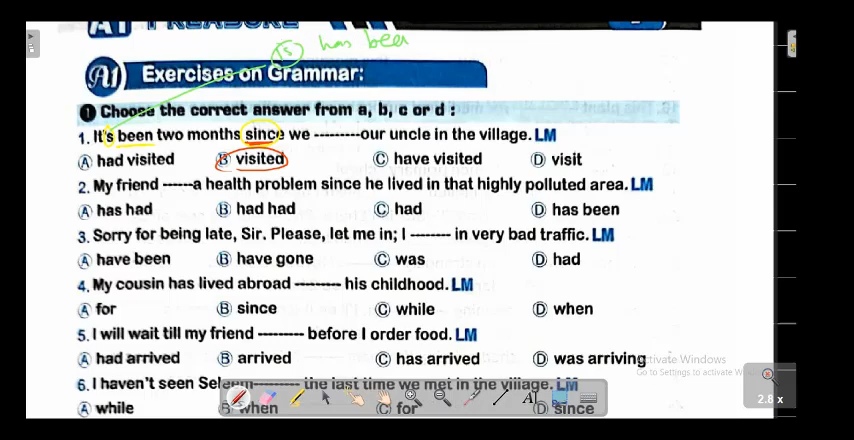 A1 TREASURE
is has been
A1 Exercises on Grammar:
1 Choose the correct answer from a, b, c or d :
1. It's been two months since we ---------our uncle in the village. LM
A had visited B visited C have visited D visit
2. My friend ------a health problem since he lived in that highly polluted area. LM
A has had B had had C had D has been
3. Sorry for being late, Sir. Please, let me in; I -------- in very bad traffic. LM
A have been B have gone C was D had
4. My cousin has lived abroad --------- his childhood. LM
A for B since C while D when
5. I will wait till my friend --------- before I order food. LM
A had arrived B arrived C has arrived D was arriving
Activate Windows
Go to Settings to activate Win
6. I haven't seen Seleem--------- the last time we met in the village. LM
A while B when C for D since
2.8 x